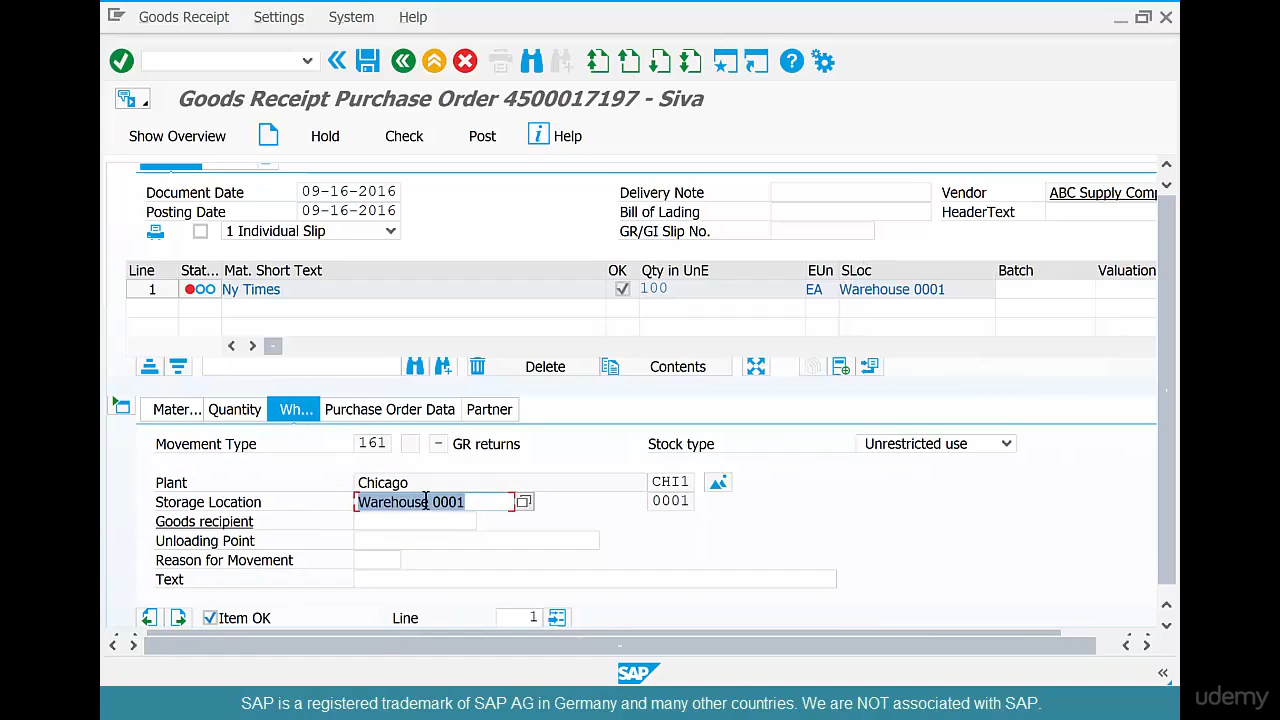 Goods Receipt Settings System Help
Goods Receipt Purchase Order 4500017197 - Siva
Show Overview Hold Check Post Help
Document Date 09-16-2016 Delivery Note Vendor ABC Supply Comp
Posting Date 09-16-2016 Bill of Lading HeaderText
1 Individual Slip GR/GI Slip No.
Line Stat... Mat. Short Text OK Qty in UnE EUn SLoc Batch Valuation
1 Ny Times 100 EA Warehouse 0001
Delete Contents
Mater... Quantity Wh... Purchase Order Data Partner
Movement Type 161 - GR returns Stock type Unrestricted use
Plant Chicago CHI1
Storage Location Warehouse 0001 0001
Goods recipient
Unloading Point
Reason for Movement
Text
Item OK Line 1
SAP
SAP is a registered trademark of SAP AG in Germany and many other countries. We are NOT associated with SAP.
udemy